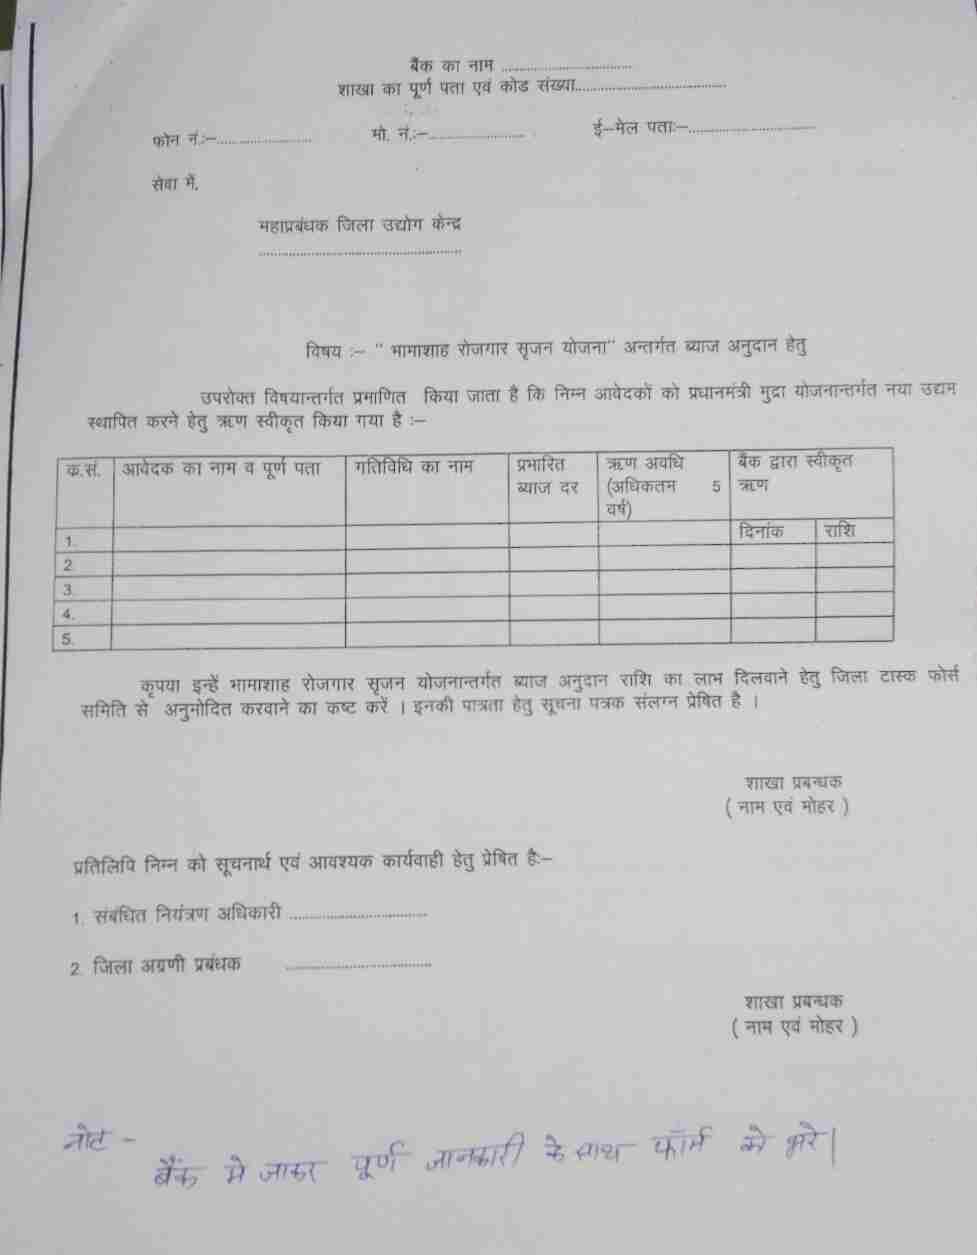 बैंक का नाम ..................................
शाखा का पूर्ण पता एवं कोड संख्या.......................................
फोन नं.:–......................... मो. नं.:–......................... ई–मेल पताः–.................................
सेवा में,
महाप्रबंधक जिला उद्योग केन्द्र
.....................................................
विषय :– " भामाशाह रोजगार सृजन योजना" अन्तर्गत ब्याज अनुदान हेतु
उपरोक्त विषयान्तर्गत प्रमाणित किया जाता है कि निम्न आवेदकों को प्रधानमंत्री मुद्रा योजनान्तर्गत नया उद्यम
स्थापित करने हेतु ऋण स्वीकृत किया गया है :–
क.सं. आवेदक का नाम व पूर्ण पता गतिविधि का नाम प्रभारित ऋण अवधि बैंक द्वारा स्वीकृत
ब्याज दर (अधिकतम 5 ऋण
वर्ष)
1. दिनांक राशि
2.
3.
4.
5.
कृपया इन्हें भामाशाह रोजगार सृजन योजनान्तर्गत ब्याज अनुदान राशि का लाभ दिलवाने हेतु जिला टास्क फोर्स
समिति से अनुमोदित करवाने का कष्ट करें । इनकी पात्रता हेतु सूचना पत्रक संलग्न प्रेषित है ।
शाखा प्रबन्धक
( नाम एवं मोहर )
प्रतिलिपि निम्न को सूचनार्थ एवं आवश्यक कार्यवाही हेतु प्रेषित हैः–
1. संबंधित नियंत्रण अधिकारी ....................................
2. जिला अग्रणी प्रबंधक ......................................
शाखा प्रबन्धक
( नाम एवं मोहर )
नोट –
बैंक मे जाकर पूर्ण जानकारी के साथ फॉर्म को भरे|